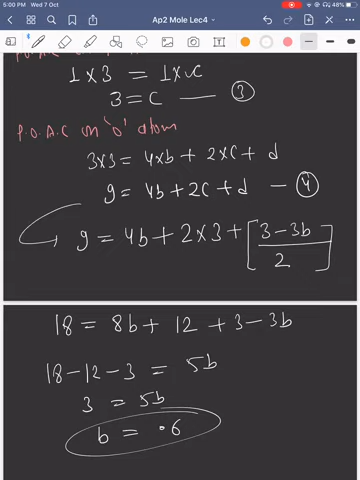 5:00 PM Wed 7 Oct
48%
Ap2 Mole Lec4
1 × 3 = 1 × c
3 = C — ③
P.O.A.C on 'O' atom
3×3 = 4×b + 2×c + d
9 = 4b + 2c + d — ④
9 = 4b + 2×3 + [3-3b/2]
18 = 8b + 12 + 3-3b
18-12-3 = 5b
3 = 5b
b = .6